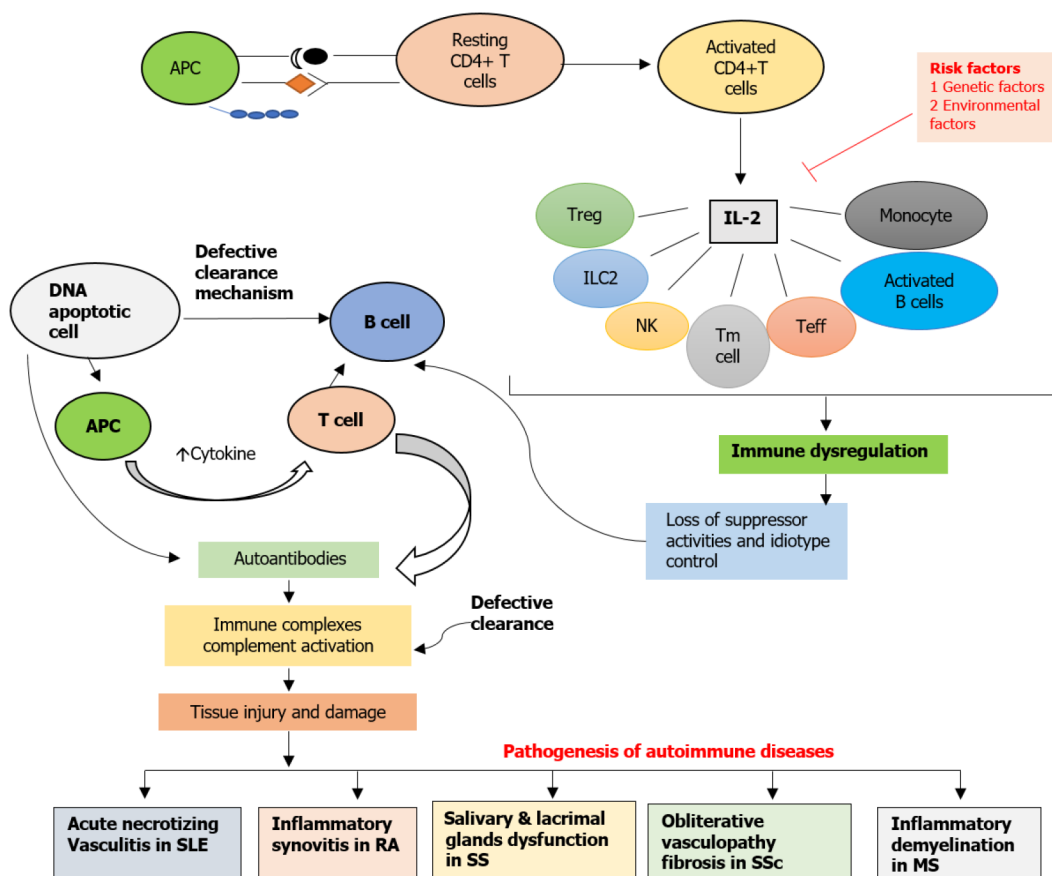 APC
Resting
CD4+ T
cells
Activated
CD4+T
cells
Risk factors
1 Genetic factors
2 Environmental
factors
IL-2
Treg
ILC2
NK
Tm
cell
Teff
Activated
B cells
Monocyte
Defective
clearance
mechanism
DNA
apoptotic
cell
B cell
APC
↑Cytokine
T cell
Immune dysregulation
Loss of suppressor
activities and idiotype
control
Autoantibodies
Immune complexes
complement activation
Defective
clearance
Tissue injury and damage
Pathogenesis of autoimmune diseases
Acute necrotizing
Vasculitis in SLE
Inflammatory
synovitis in RA
Salivary & lacrimal
glands dysfunction
in SS
Obliterative
vasculopathy
fibrosis in SSc
Inflammatory
demyelination
in MS